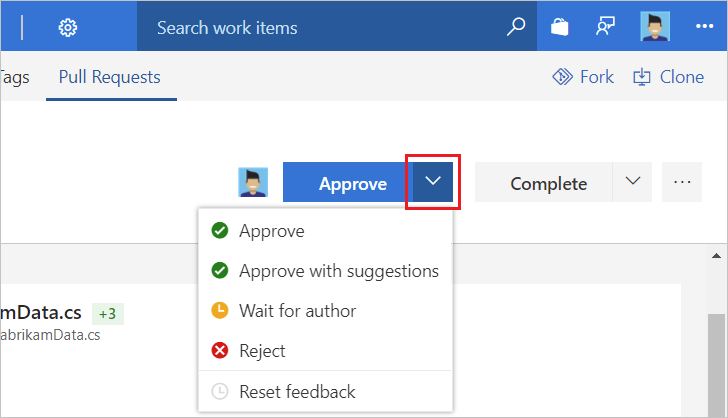 Search work items
Tags
Pull Requests
Fork
Clone
Approve
Complete
...
Approve
Approve with suggestions
Wait for author
Reject
Reset feedback
mData.cs +3
abrikamData.cs